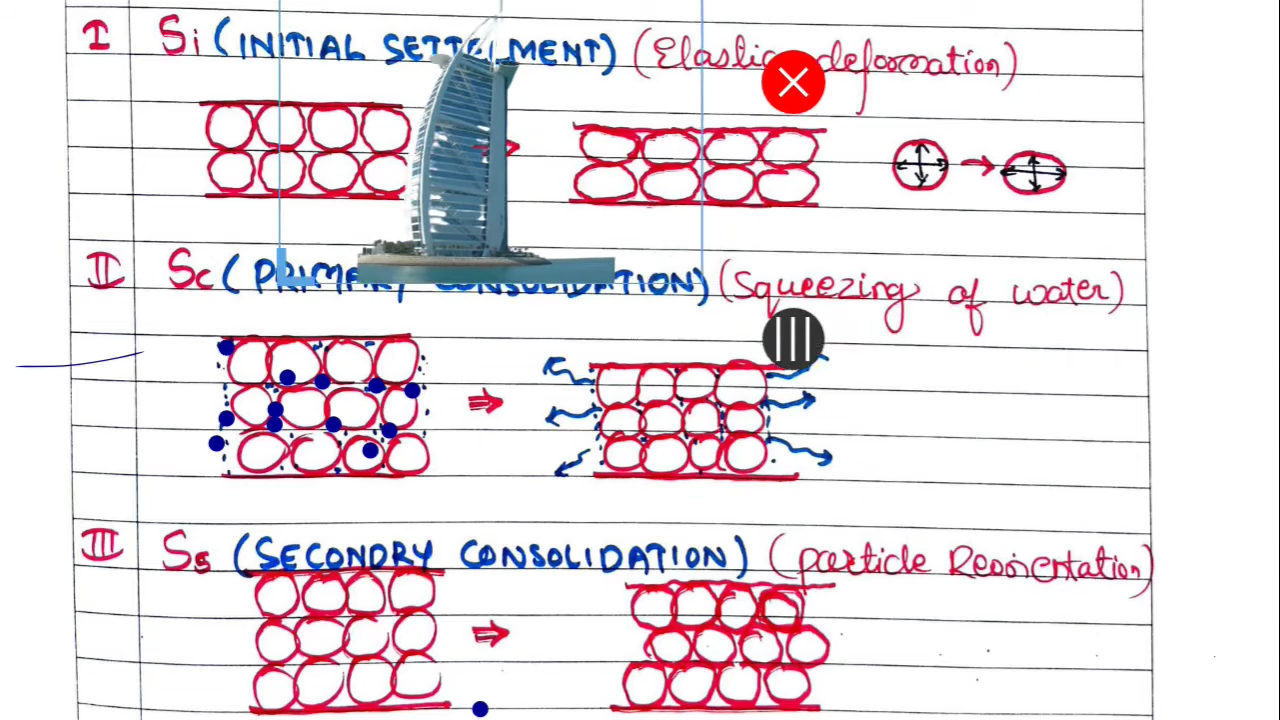 I Si (INITIAL SETTLEMENT) (Elastic deformation)
II Sc (PRIMARY CONSOLIDATION) (Squeezing of water)
III Ss (SECONDRY CONSOLIDATION) (particle Reorientation)